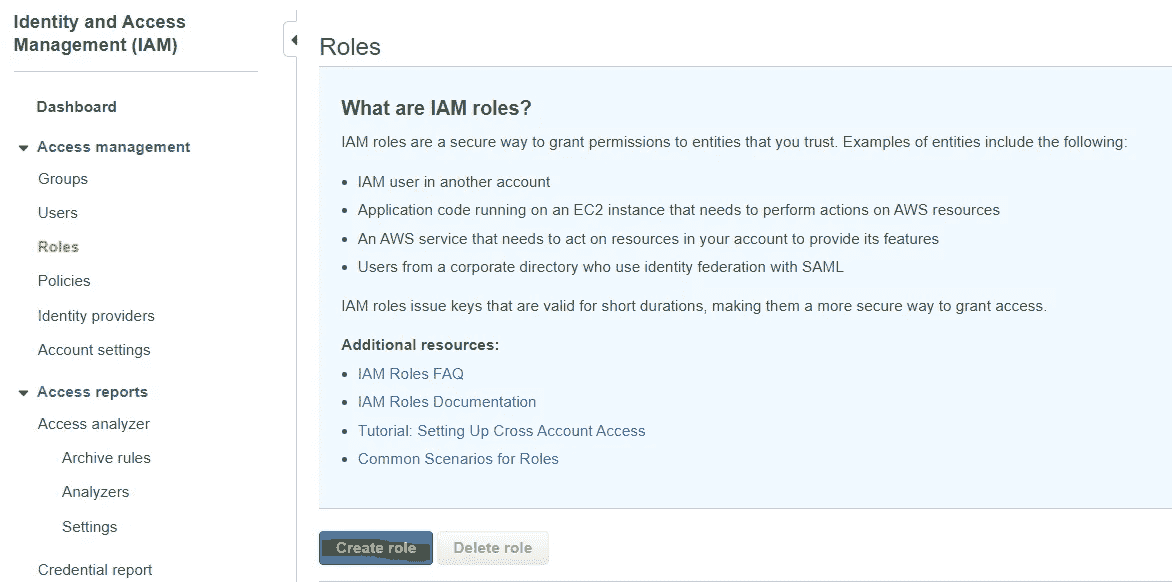 Identity and Access
Management (IAM)
Dashboard
Access management
Groups
Users
Roles
Policies
Identity providers
Account settings
Access reports
Access analyzer
Archive rules
Analyzers
Settings
Credential report
Roles
What are IAM roles?
IAM roles are a secure way to grant permissions to entities that you trust. Examples of entities include the following:
IAM user in another account
Application code running on an EC2 instance that needs to perform actions on AWS resources
An AWS service that needs to act on resources in your account to provide its features
Users from a corporate directory who use identity federation with SAML
IAM roles issue keys that are valid for short durations, making them a more secure way to grant access.
Additional resources:
IAM Roles FAQ
IAM Roles Documentation
Tutorial: Setting Up Cross Account Access
Common Scenarios for Roles
Create role
Delete role